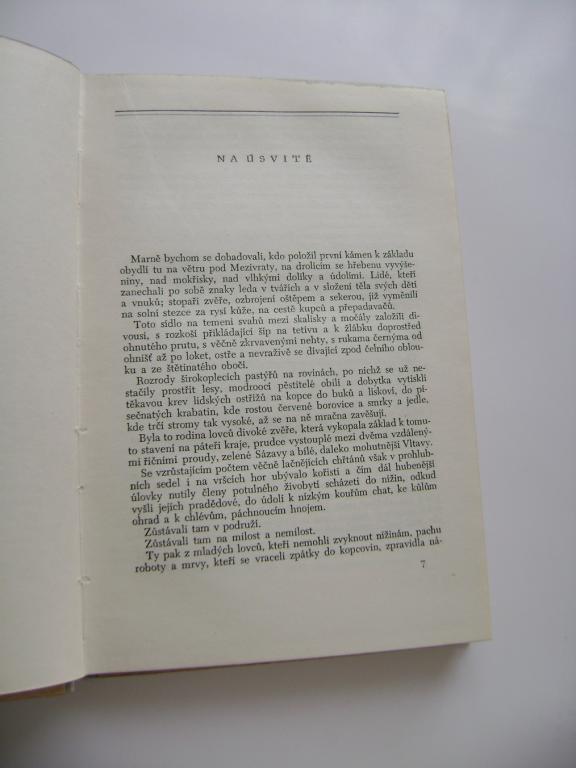 NA ÚSVITĚ
Marně bychom se dohadovali, kdo položil první kámen k základu
obydlí tu na větru pod Mezivraty, na drolícím se hřebenu vyvýše-
niny, nad mokřisky, nad vlhkými dolíky a údolími. Lidé, kteří
zanechali po sobě znaky leda v tvářích a v složení těla svých dětí
a vnuků; stopaři zvěře, ozbrojení oštěpem a sekerou, již vyměnili
na solní stezce za rysí kůže, na cestě kupců a přepadavačů.
Toto sídlo na temeni svahů mezi skalisky a močály založili di-
vousi, s rozkoší přikládající šíp na tetivu a k žlábku doprostřed
ohnutého prutu, s věčně zkrvavenými nehty, s rukama černýma od
ohnišť až po loket, ostře a nevraživě se dívající zpod čelního oblou-
ku a ze štětinatého obočí.
Rozrody širokoplecích pastýřů na rovinách, po nichž se už ne-
stačily prostřít lesy, modroocí pěstitelé obilí a dobytka vytiskli
pitěkavou krev lidských ostřížů na kopce do buků a lískoví, do pí-
sečnatých krabatin, kde rostou červené borovice a smrky a jedle,
kde trčí stromy tak vysoké, až se na ně mračna zavěšují.
Byla to rodina lovců divoké zvěře, která vykopala základ k tomu-
to stavení na páteři kraje, prudce vystouplé mezi dvěma vzdálený-
mi říčními proudy, zelené Sázavy a bílé, daleko mohutnější Vltavy.
Se vzrůstajícím počtem věčně lačnějících chřtánů však v prohlub-
ních sedel i na vrších hor ubývalo kořisti a čím dál hubenější
úlovky nutily členy potulného živobytí scházeti do nížin, odkud
vyšli jejich pradědové, do údolí k nízkým kouřům chat, ke kůlům
ohrad a k chlévům, páchnoucím hnojem.
Zůstávali tam v podruží.
Zůstávali tam na milost a nemilost.
Ty pak z mladých lovců, kteří nemohli zvyknout nížinám, pachu
roboty a mrvy, kteří se vraceli zpátky do kopcovin, zpravidla ná-
7